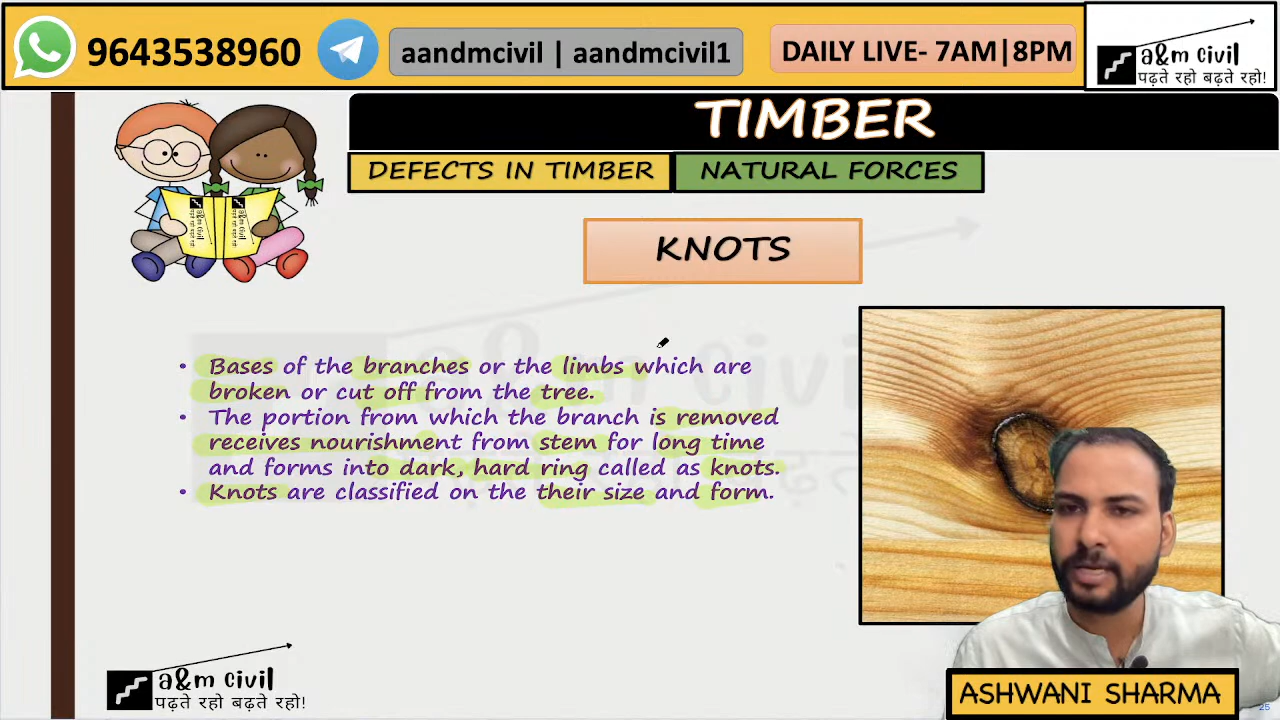 9643538960
aandmcivil | aandmcivil1
DAILY LIVE- 7AM|8PM
a&m civil
पढ़ते रहो बढ़ते रहो!
TIMBER
DEFECTS IN TIMBER
NATURAL FORCES
KNOTS
• Bases of the branches or the limbs which are
broken or cut off from the tree.
• The portion from which the branch is removed
receives nourishment from stem for long time
and forms into dark, hard ring called as knots.
• Knots are classified on the their size and form.
a&m civil
पढ़ते रहो बढ़ते रहो!
ASHWANI SHARMA
25